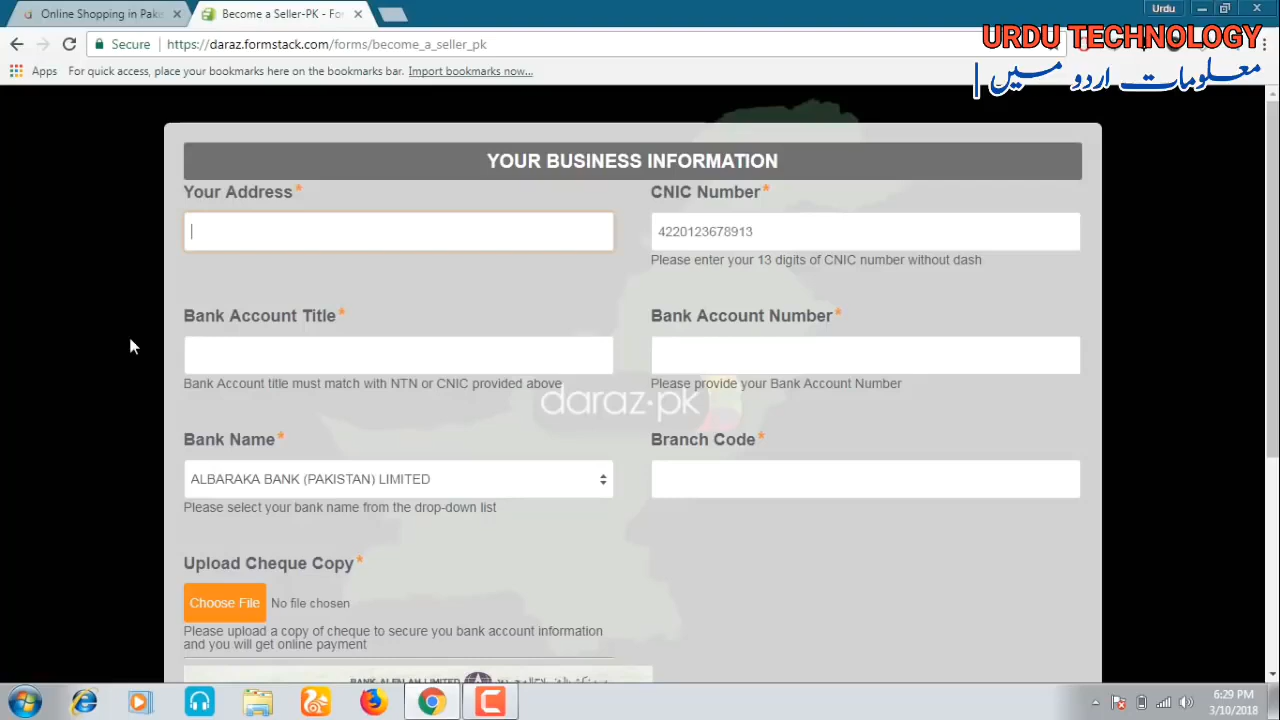 Online Shopping in Pak
Become a Seller-PK - Fo
Urdu
Secure
https://daraz.formstack.com/forms/become_a_seller_pk
URDU TECHNOLOGY
Apps
For quick access, place your bookmarks here on the bookmarks bar. Import bookmarks now...
معلومات اردو میں |
YOUR BUSINESS INFORMATION
Your Address*
CNIC Number*
4220123678913
Please enter your 13 digits of CNIC number without dash
Bank Account Title*
Bank Account Number*
Bank Account title must match with NTN or CNIC provided above
Please provide your Bank Account Number
daraz.pk
Bank Name*
Branch Code*
ALBARAKA BANK (PAKISTAN) LIMITED
Please select your bank name from the drop-down list
Upload Cheque Copy*
Choose File No file chosen
Please upload a copy of cheque to secure you bank account information
and you will get online payment
BANK ALFALAH LIMITED
6:29 PM
3/10/2018